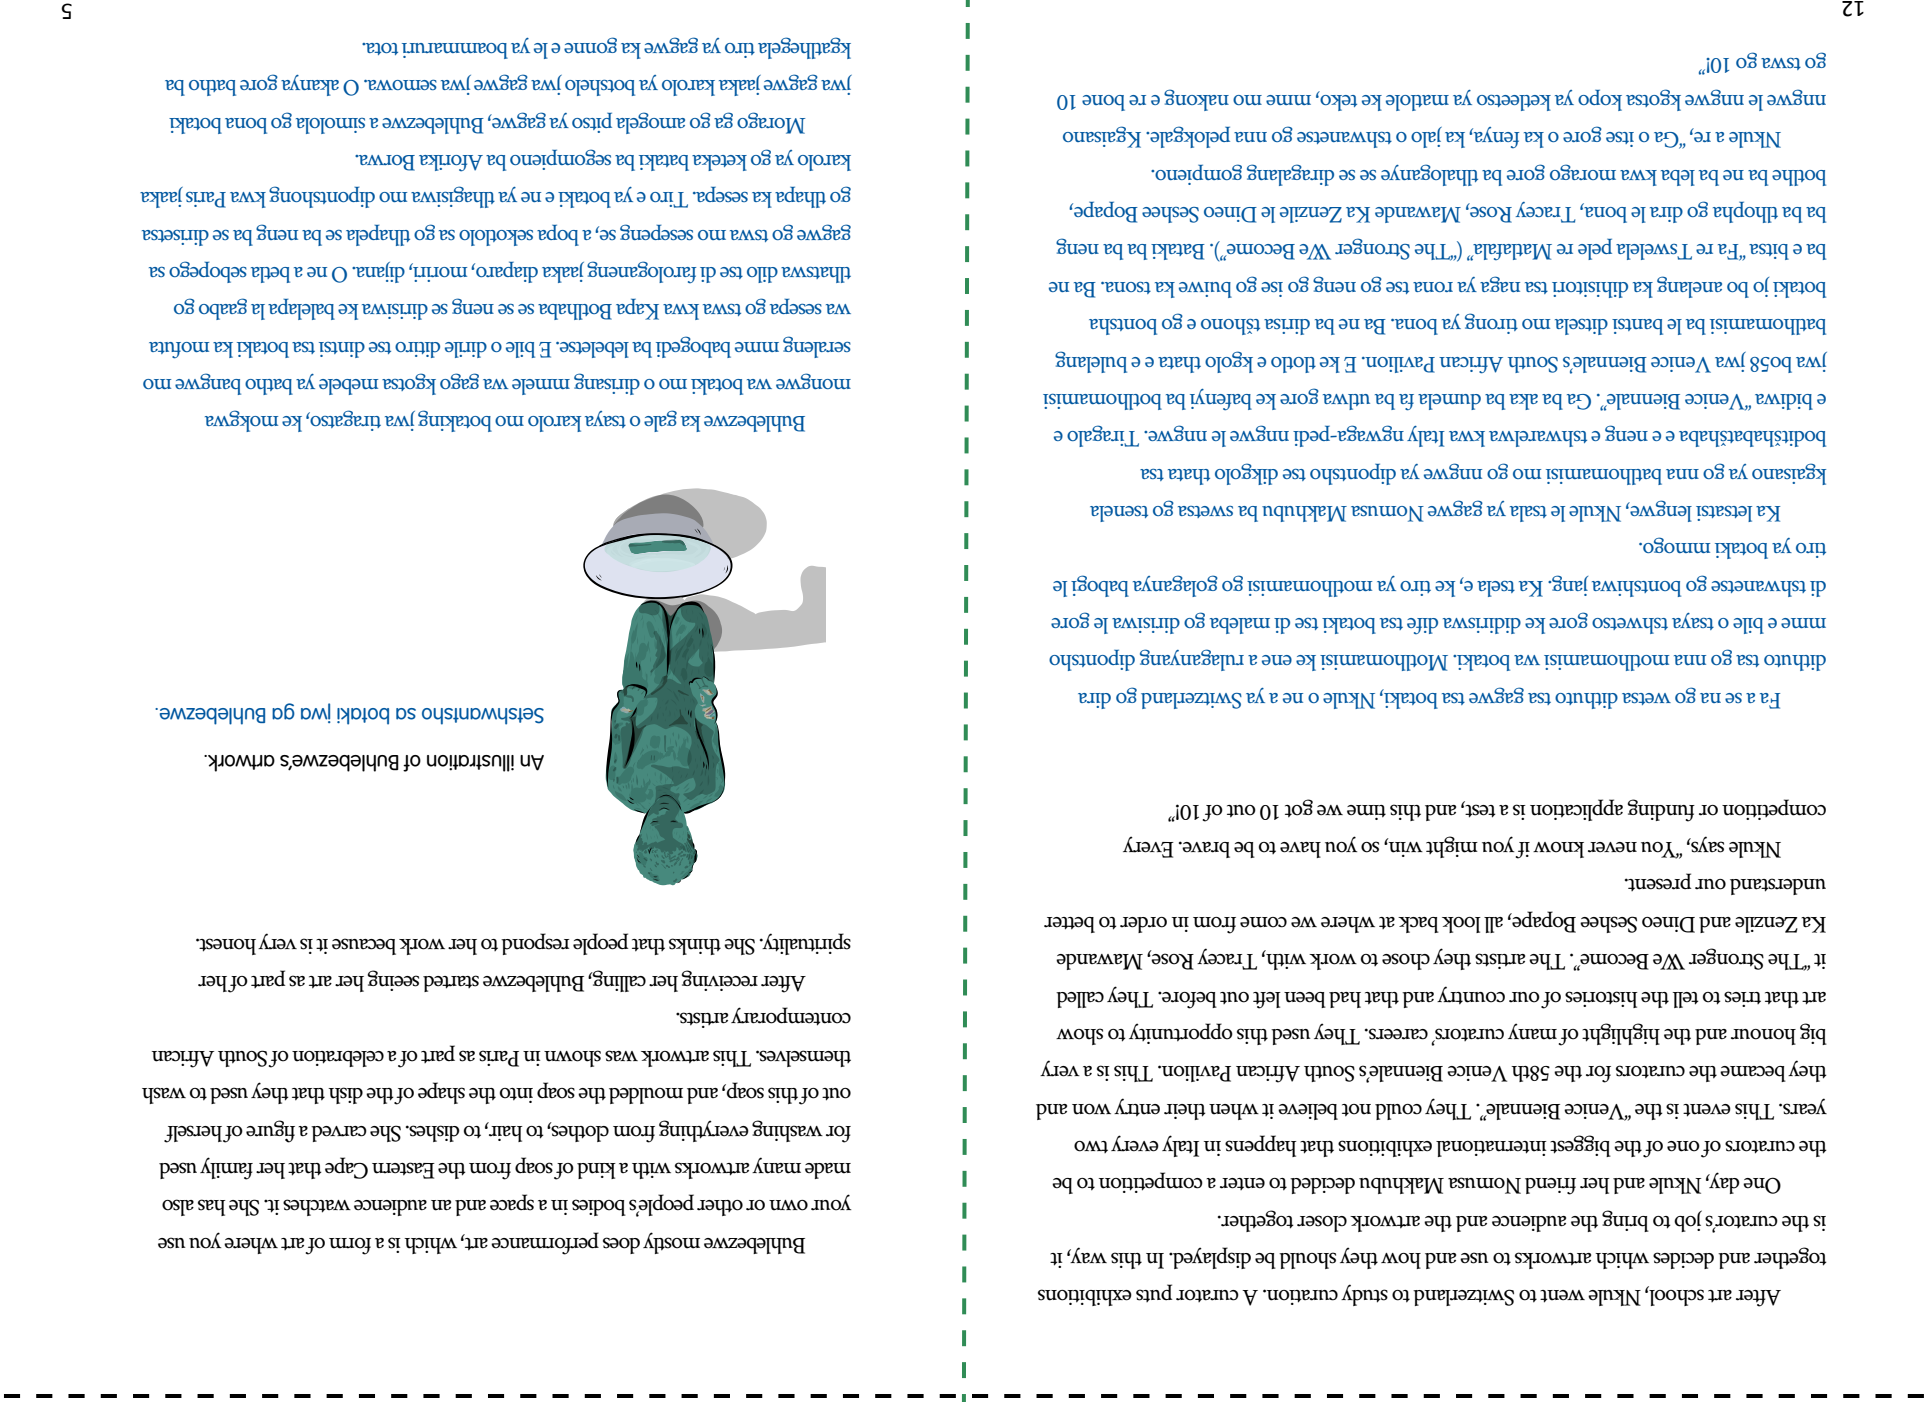 After art school, Nkule went to Switzerland to study curation. A curator puts exhibitions
together and decides which artworks to use and how they should be displayed. In this way, it
is the curator's job to bring the audience and the artwork closer together.
One day, Nkule and her friend Nomusa Makhubu decided to enter a competition to be
the curators of one of the biggest international exhibitions that happens in Italy every two
years. This event is the “Venice Biennale”. They could not believe it when their entry won and
they became the curators for the 58th Venice Biennale's South African Pavilion. This is a very
big honour and the highlight of many curators' careers. They used this opportunity to show
art that tries to tell the histories of our country and that had been left out before. They called
it “The Stronger We Become”. The artists they chose to work with, Tracey Rose, Mawande
Ka Zenzile and Dineo Seshee Bopape, all look back at where we come from in order to better
understand our present.
Nkule says, “You never know if you might win, so you have to be brave. Every
competition or funding application is a test, and this time we got 10 out of 10!”
Fa a se na go wetsa dithuto tsa gagwe tsa botaki, Nkule o ne a ya Switzerland go dira
dithuto tsa go nna motlhomamisi wa botaki. Motlhomamisi ke ene a rulaganyang dipontsho
mme e bile o tsaya tshwetso gore ke didiriswa dife tsa botaki tse di maleba go dirisiwa le gore
di tshwanetse go bontshiwa jang. Ka tsela e, ke tiro ya motlhomamisi go golaganya babogi le
tiro ya botaki mmogo.
Ka letsatsi lengwe, Nkule le tsala ya gagwe Nomusa Makhubu ba swetsa go tsenela
kgaisano ya go nna batlhomamisi mo go nngwe ya dipontsho tse dikgolo thata tsa
boditšhabatšhaba e e neng e tshwarelwa kwa Italy ngwaga-pedi nngwe le nngwe. Tiragalo e
e bidiwa “Venice Biennale”. Ga ba aka ba dumela fa ba utlwa gore ke bafenyi ba botlhomamisi
jwa bo58 jwa Venice Biennale's South African Pavilion. E ke tlotlo e kgolo thata e e bulelang
batlhomamisi ba le bantsi ditsela mo tirong ya bona. Ba ne ba dirisa tšhono e go bontsha
botaki jo bo anelang ka dihisitori tsa naga ya rona tse go neng go ise go buiwe ka tsona. Ba ne
ba e bitsa “Fa re Tswelela pele re Matlafala” (“The Stronger We Become”). Bataki ba ba neng
ba ba tlhopha go dira le bona, Tracey Rose, Mawande Ka Zenzile le Dineo Seshee Bopape,
botlhe ba ne ba leba kwa morago gore ba tlhaloganye se se diragalang gompieno.
Nkule a re, “Ga o itse gore o ka fenya, ka jalo o tshwanetse go nna pelokgale. Kgaisano
nngwe le nngwe kgotsa kopo ya ketleetso ya matlole ke teko, mme mo nakong e re bone 10
go tswa go 10!”
12
Buhlebezwe mostly does performance art, which is a form of art where you use
your own or other people's bodies in a space and an audience watches it. She has also
made many artworks with a kind of soap from the Eastern Cape that her family used
for washing everything from clothes, to hair, to dishes. She carved a figure of herself
out of this soap, and moulded the soap into the shape of the dish that they used to wash
themselves. This artwork was shown in Paris as part of a celebration of South African
contemporary artists.
After receiving her calling, Buhlebezwe started seeing her art as part of her
spirituality. She thinks that people respond to her work because it is very honest.
An illustration of Buhlebezwe's artwork.
Setshwantsho sa botaki jwa ga Buhlebezwe.
Buhlebezwe ka gale o tsaya karolo mo botaking jwa tiragatso, ke mokgwa
mongwe wa botaki mo o dirisang mmele wa gago kgotsa mebele ya batho bangwe mo
seraleng mme babogedi ba lebeletse. E bile o dirile ditiro tse dintsi tsa botaki ka mofuta
wa sesepa go tswa kwa Kapa Botlhaba se se neng se dirisiwa ke balelapa la gaabo go
tlhatswa dilo tse di farologaneng jaaka diaparo, moriri, dijana. O ne a betla sebopego sa
gagwe go tswa mo sesepeng se, a bopa sekotlolo sa go tlhapela se ba neng ba se dirisetsa
go tlhapa ka sesepa. Tiro e ya botaki e ne ya tlhagisiwa mo dipontshong kwa Paris jaaka
karolo ya go keteka bataki ba segompieno ba Aforika Borwa.
Morago ga go amogela pitso ya gagwe, Buhlebezwe a simolola go bona botaki
jwa gagwe jaaka karolo ya botshelo jwa gagwe jwa semowa. O akanya gore batho ba
kgatlhegela tiro ya gagwe ka gonne e le ya boammaruri tota.
5